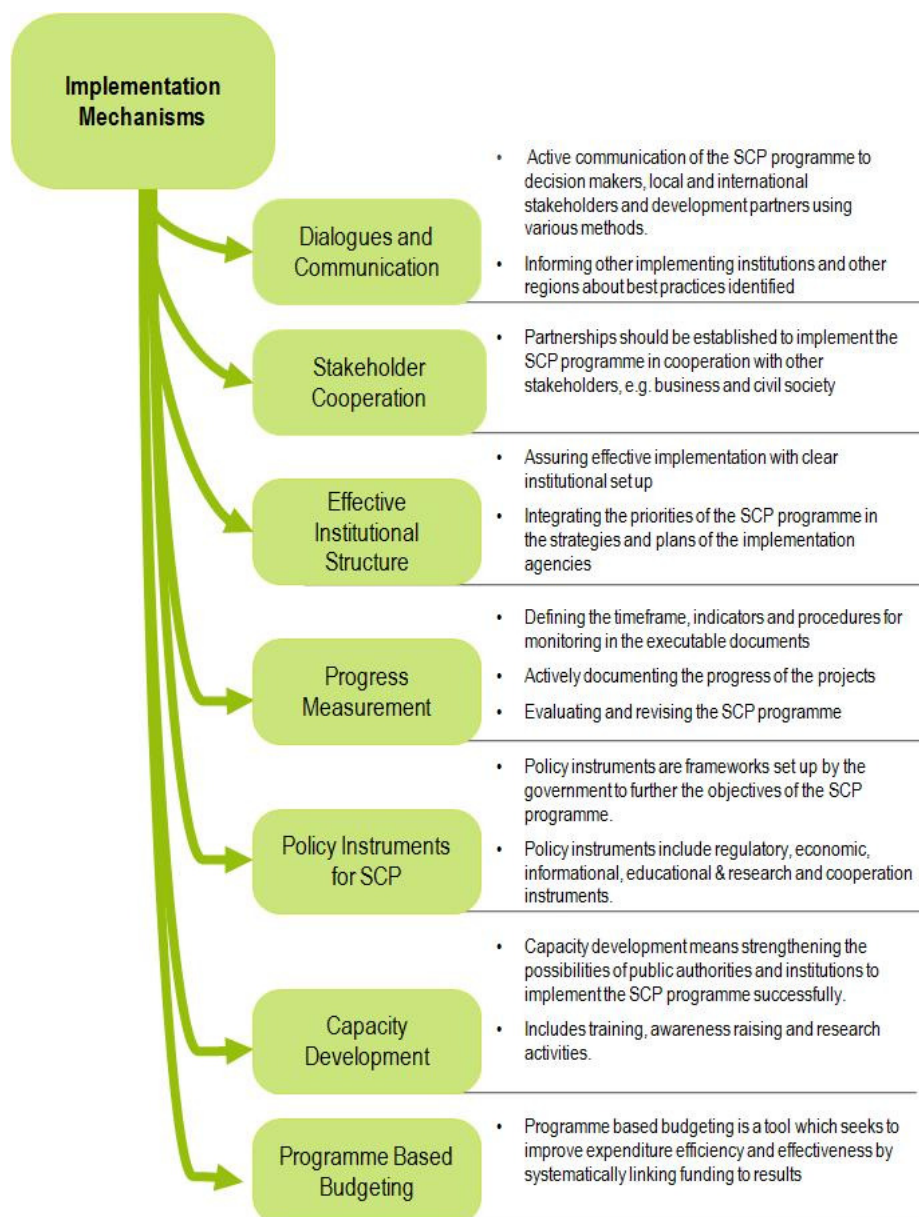 Implementation
Mechanisms
Dialogues and
Communication
• Active communication of the SCP programme to
decision makers, local and international
stakeholders and development partners using
various methods.
• Informing other implementing institutions and other
regions about best practices identified
Stakeholder
Cooperation
• Partnerships should be established to implement the
SCP programme in cooperation with other
stakeholders, e.g. business and civil society
Effective
Institutional
Structure
• Assuring effective implementation with clear
institutional set up
• Integrating the priorities of the SCP programme in
the strategies and plans of the implementation
agencies
Progress
Measurement
• Defining the timeframe, indicators and procedures for
monitoring in the executable documents
• Actively documenting the progress of the projects
• Evaluating and revising the SCP programme
Policy Instruments
for SCP
• Policy instruments are frameworks set up by the
government to further the objectives of the SCP
programme.
• Policy instruments include regulatory, economic,
informational, educational & research and cooperation
instruments.
Capacity
Development
• Capacity development means strengthening the
possibilities of public authorities and institutions to
implement the SCP programme successfully.
• Includes training, awareness raising and research
activities.
Programme Based
Budgeting
• Programme based budgeting is a tool which seeks to
improve expenditure efficiency and effectiveness by
systematically linking funding to results